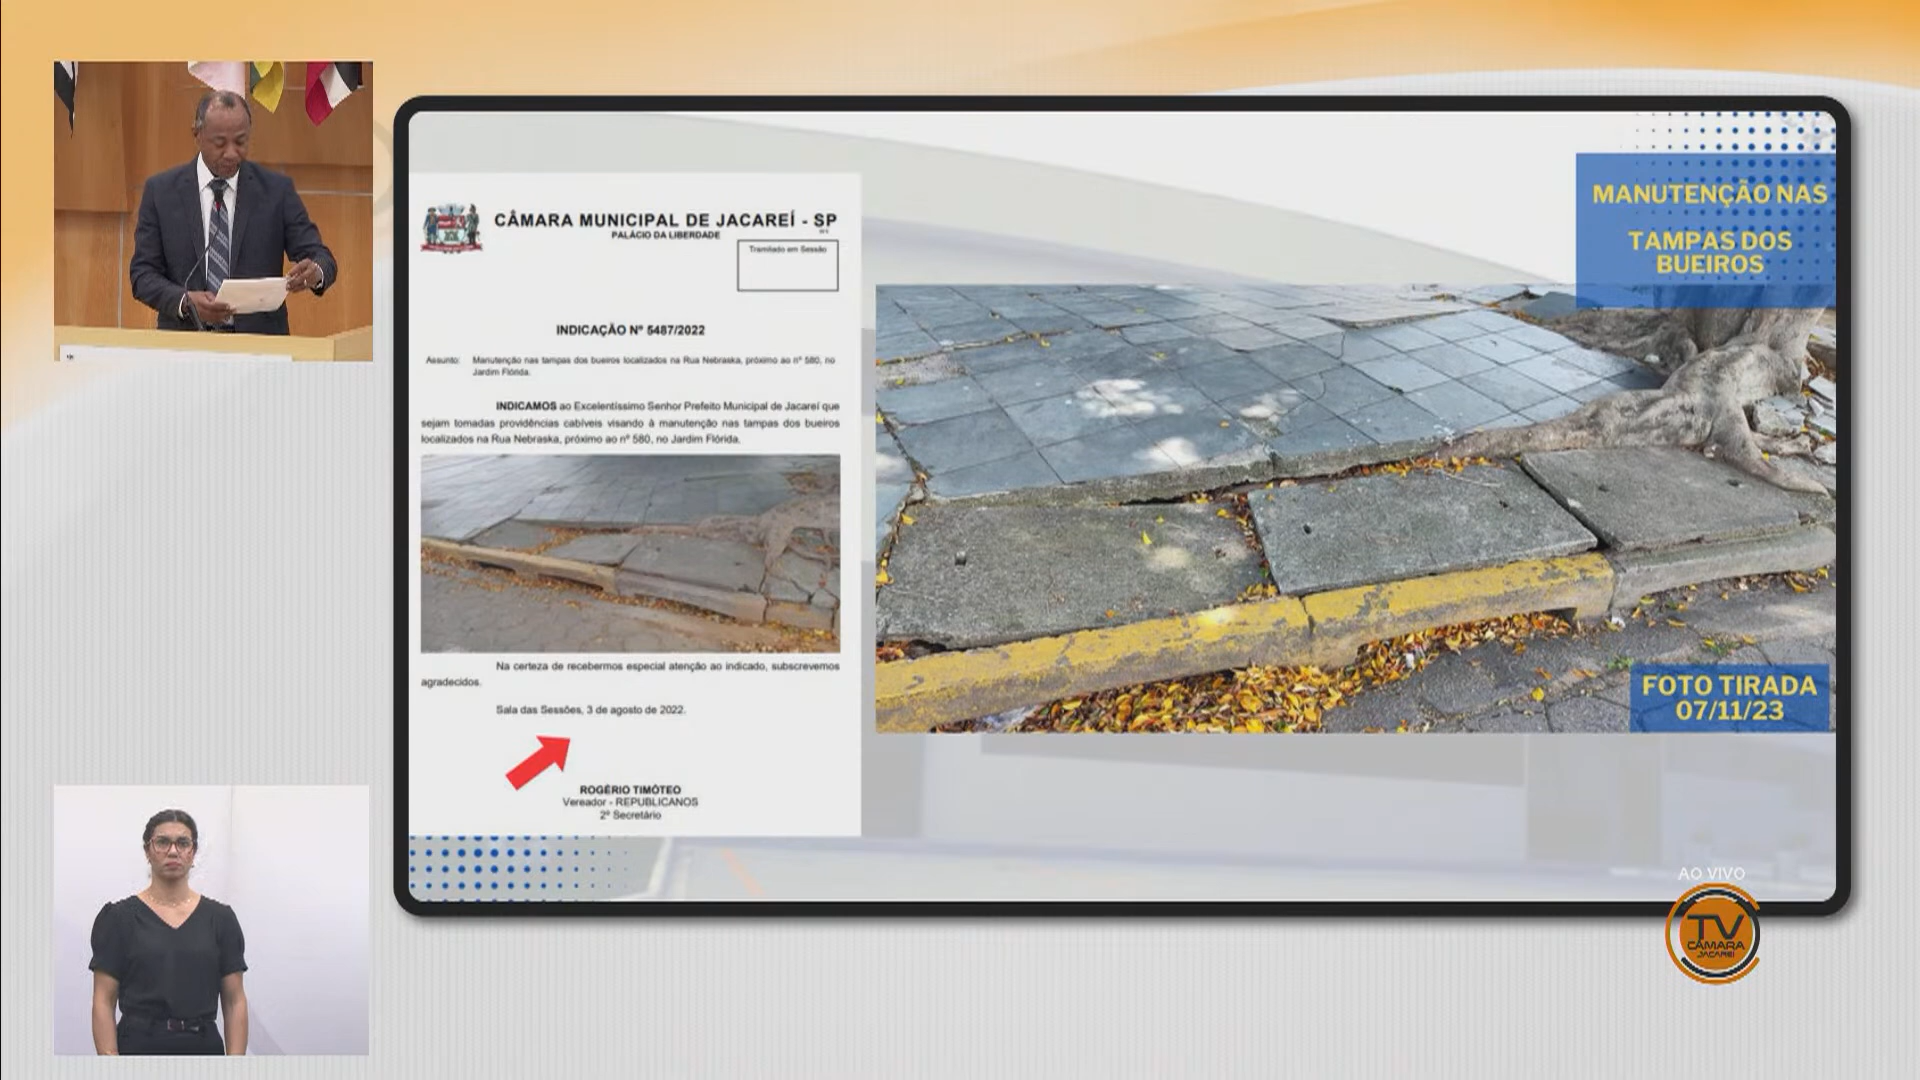 CÂMARA MUNICIPAL DE JACAREÍ - SP
PALÁCIO DA LIBERDADE
Tramitado em Sessão
INDICAÇÃO Nº 5487/2022
Assunto: Manutenção nas tampas dos bueiros localizados na Rua Nebraska, próximo ao nº 580, no
Jardim Flórida.
INDICAMOS ao Excelentíssimo Senhor Prefeito Municipal de Jacareí que
sejam tomadas providências cabíveis visando à manutenção nas tampas dos bueiros
localizados na Rua Nebraska, próximo ao nº 580, no Jardim Flórida.
Na certeza de recebermos especial atenção ao indicado, subscrevemos
agradecidos.
Sala das Sessões, 3 de agosto de 2022.
ROGÉRIO TIMÓTEO
Vereador - REPUBLICANOS
2º Secretário
MANUTENÇÃO NAS
TAMPAS DOS
BUEIROS
FOTO TIRADA
07/11/23
AO VIVO
TV
CÂMARA
JACAREÍ